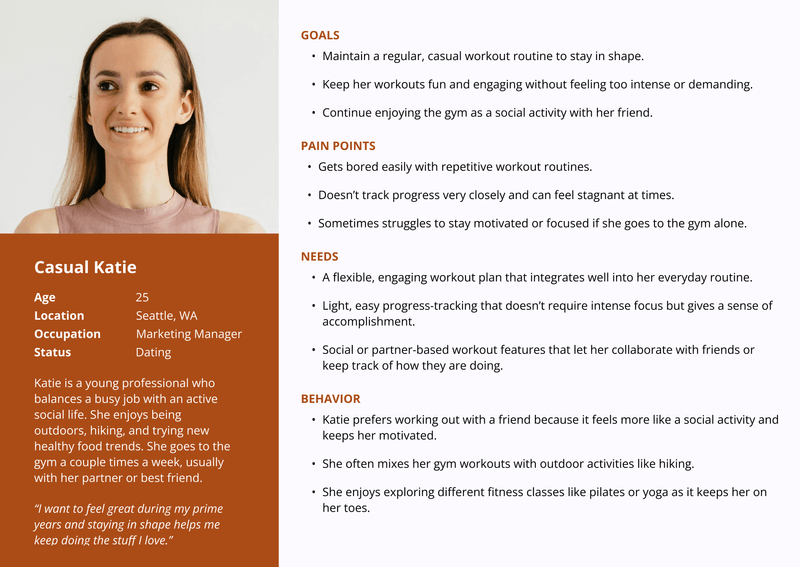 Casual Katie
Age 25
Location Seattle, WA
Occupation Marketing Manager
Status Dating
Katie is a young professional who
balances a busy job with an active
social life. She enjoys being
outdoors, hiking, and trying new
healthy food trends. She goes to the
gym a couple times a week, usually
with her partner or best friend.
“I want to feel great during my prime
years and staying in shape helps me
keep doing the stuff I love.”
GOALS
• Maintain a regular, casual workout routine to stay in shape.
• Keep her workouts fun and engaging without feeling too intense or demanding.
• Continue enjoying the gym as a social activity with her friend.
PAIN POINTS
• Gets bored easily with repetitive workout routines.
• Doesn’t track progress very closely and can feel stagnant at times.
• Sometimes struggles to stay motivated or focused if she goes to the gym alone.
NEEDS
• A flexible, engaging workout plan that integrates well into her everyday routine.
• Light, easy progress-tracking that doesn’t require intense focus but gives a sense of
accomplishment.
• Social or partner-based workout features that let her collaborate with friends or
keep track of how they are doing.
BEHAVIOR
• Katie prefers working out with a friend because it feels more like a social activity and
keeps her motivated.
• She often mixes her gym workouts with outdoor activities like hiking.
• She enjoys exploring different fitness classes like pilates or yoga as it keeps her on
her toes.